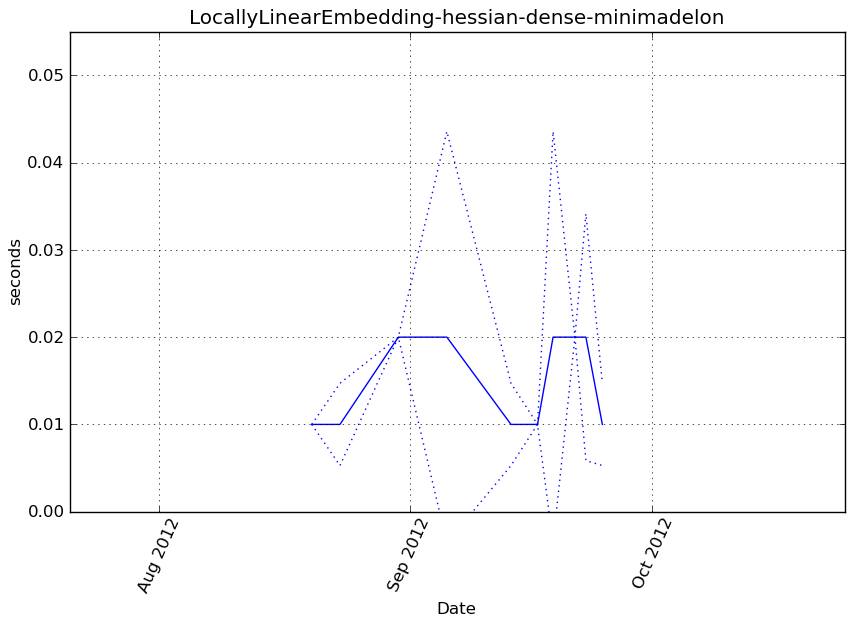 LocallyLinearEmbedding-hessian-dense-minimadelon
0.05
0.04
0.03
0.02
0.01
0.00
seconds
Aug 2012
Sep 2012
Oct 2012
Date